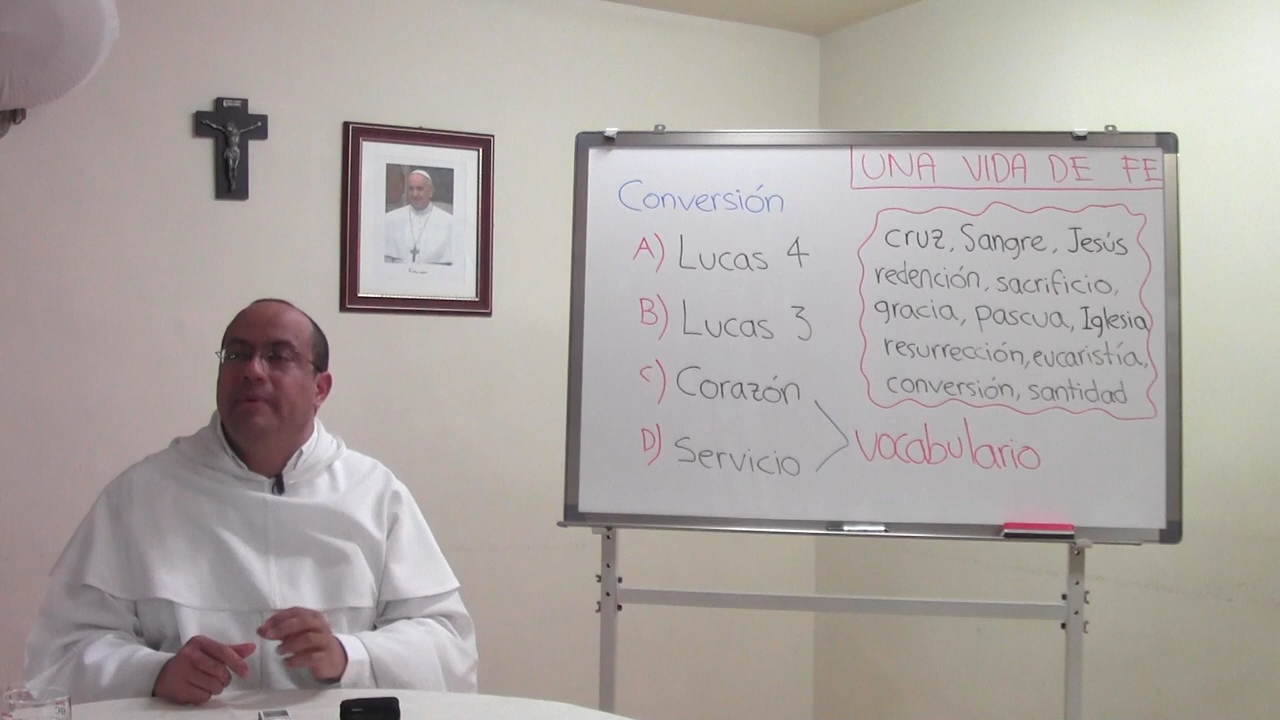 UNA VIDA DE FE
Conversión
A) Lucas 4
B) Lucas 3
C) Corazón
D) Servicio
cruz, Sangre, Jesús
redención, sacrificio,
gracia, pascua, Iglesia
resurrección, eucaristía,
conversión, santidad
vocabulario